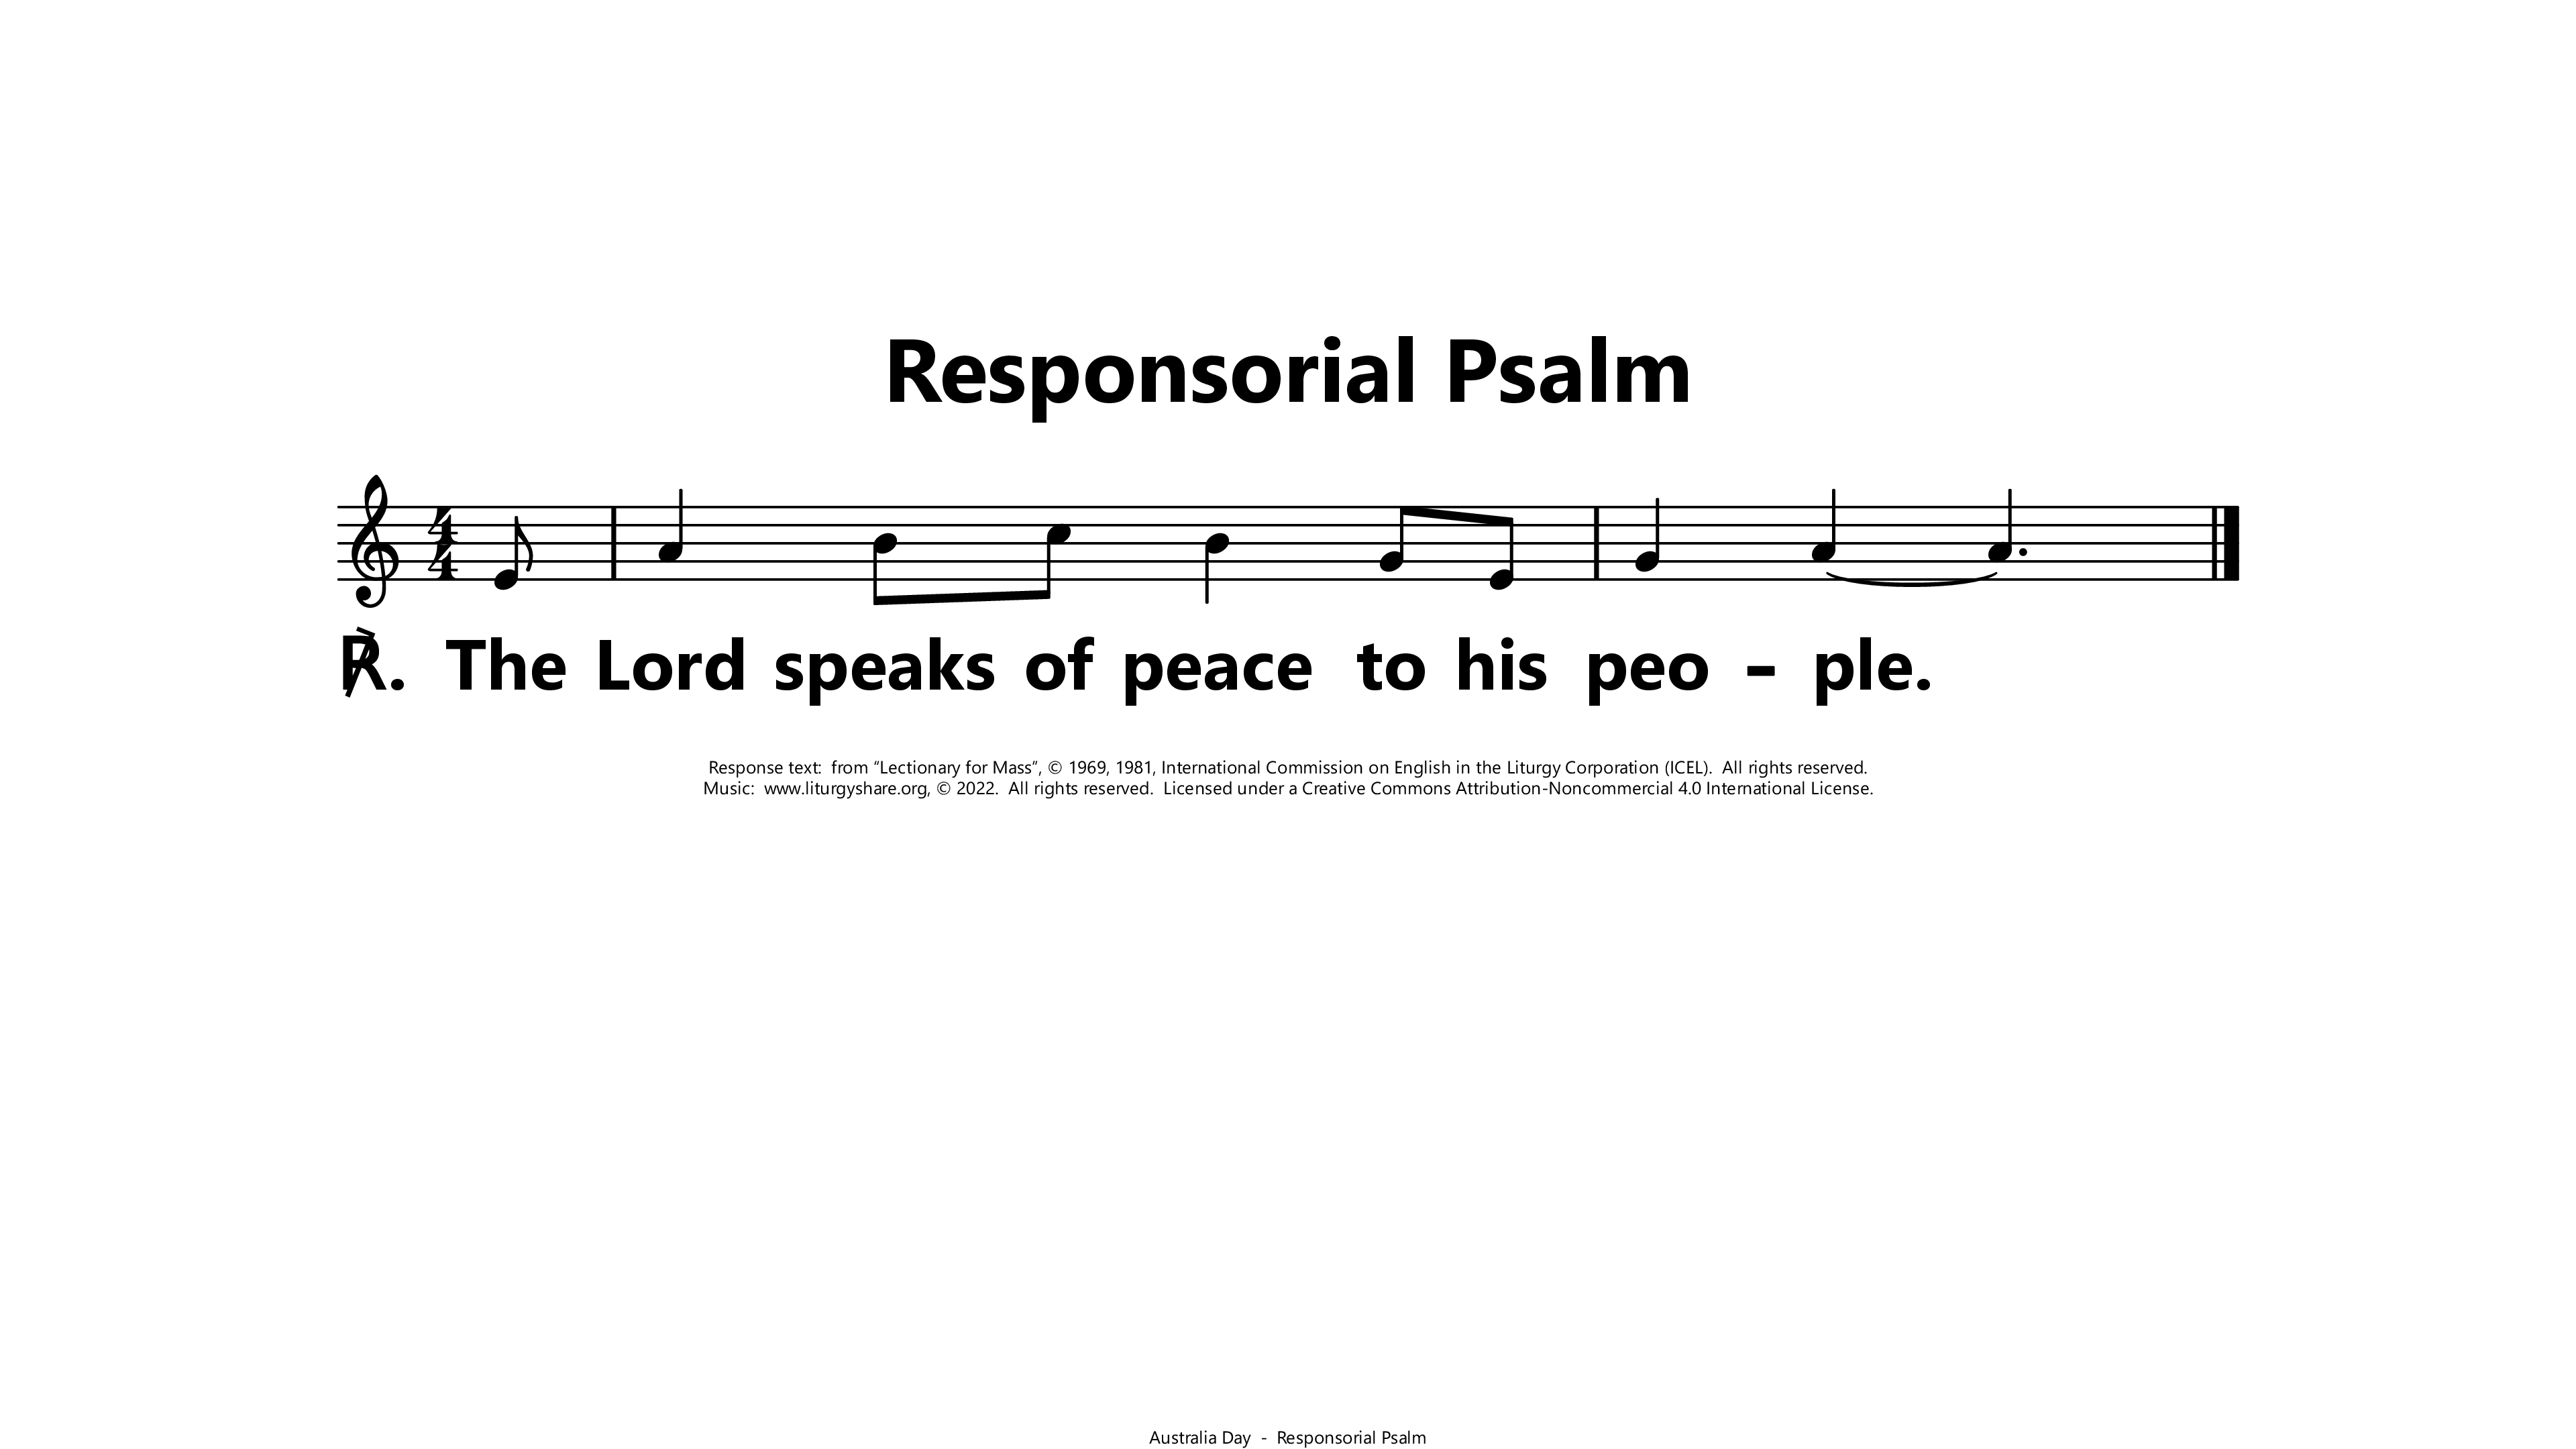 Responsorial Psalm
℟. The Lord speaks of peace to his peo - ple.
Response text: from “Lectionary for Mass”, © 1969, 1981, International Commission on English in the Liturgy Corporation (ICEL). All rights reserved.
Music: www.liturgyshare.org, © 2022. All rights reserved. Licensed under a Creative Commons Attribution-Noncommercial 4.0 International License.
Australia Day - Responsorial Psalm